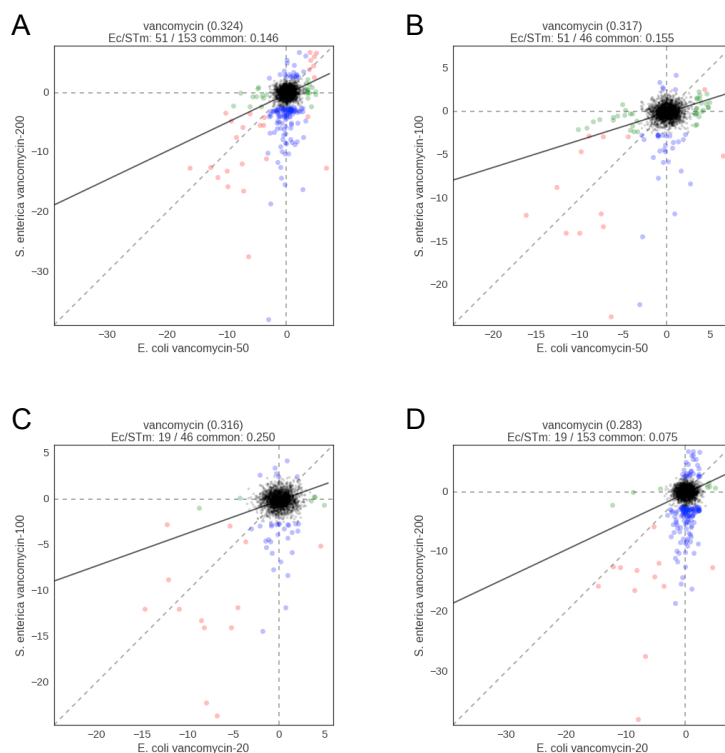 A
vancomycin (0.324)
Ec/STm: 51 / 153 common: 0.146
0
−10
−20
−30
S. enterica vancomycin-200
−30
−20
−10
0
E. coli vancomycin-50
B
vancomycin (0.317)
Ec/STm: 51 / 46 common: 0.155
5
0
−5
−10
−15
−20
S. enterica vancomycin-100
−20
−15
−10
−5
0
5
E. coli vancomycin-50
C
vancomycin (0.316)
Ec/STm: 19 / 46 common: 0.250
5
0
−5
−10
−15
−20
S. enterica vancomycin-100
−20
−15
−10
−5
0
5
E. coli vancomycin-20
D
vancomycin (0.283)
Ec/STm: 19 / 153 common: 0.075
0
−10
−20
−30
S. enterica vancomycin-200
−30
−20
−10
0
E. coli vancomycin-20